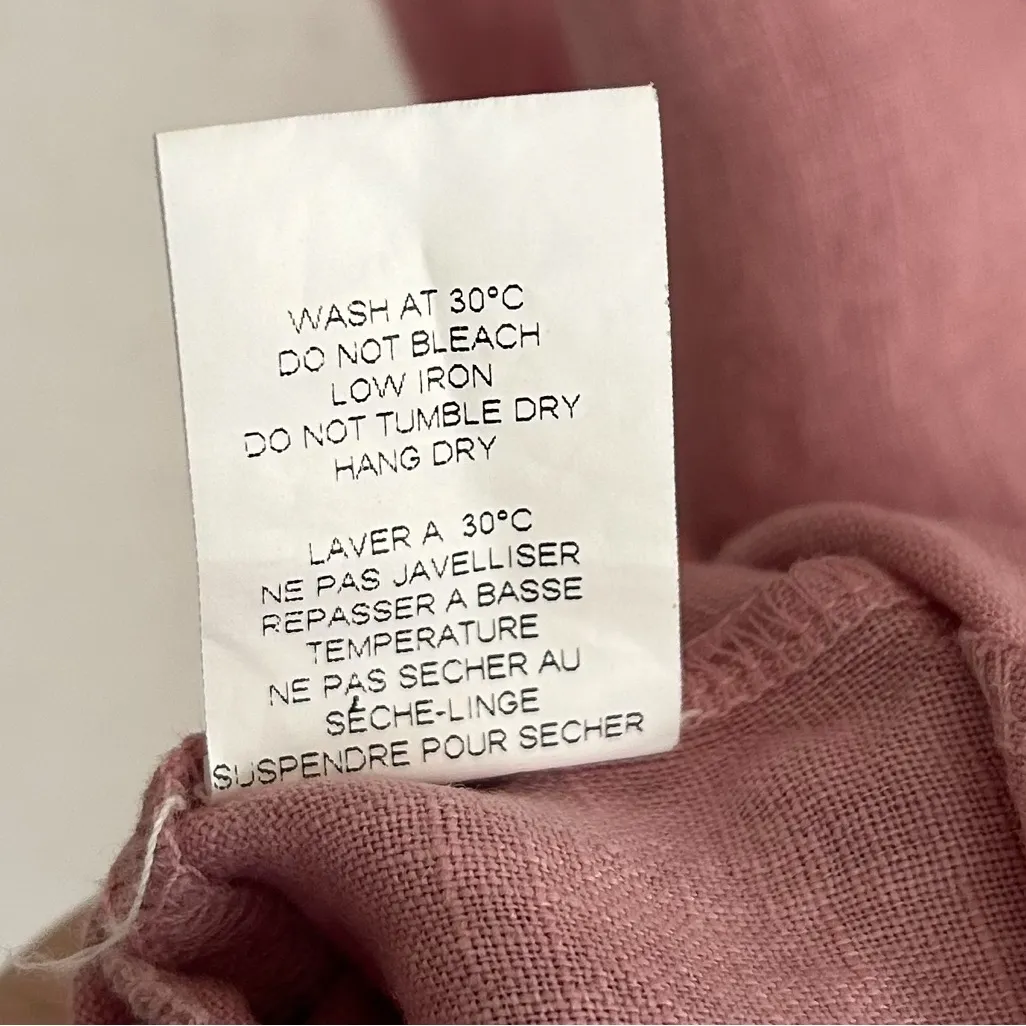 WASH AT 30°C
DO NOT BLEACH
LOW IRON
DO NOT TUMBLE DRY
HANG DRY
LAVER A 30°C
NE PAS JAVELLISER
REPASSER A BASSE
TEMPERATURE
NE PAS SECHER AU
SÉCHE-LINGE
SUSPENDRE POUR SECHER